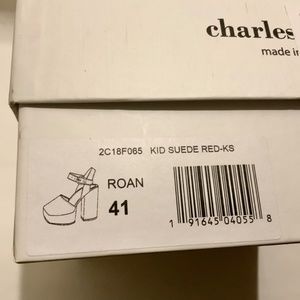 charles
made in
2C18F065 KID SUEDE RED-KS
ROAN
41
1 91645 04055 8